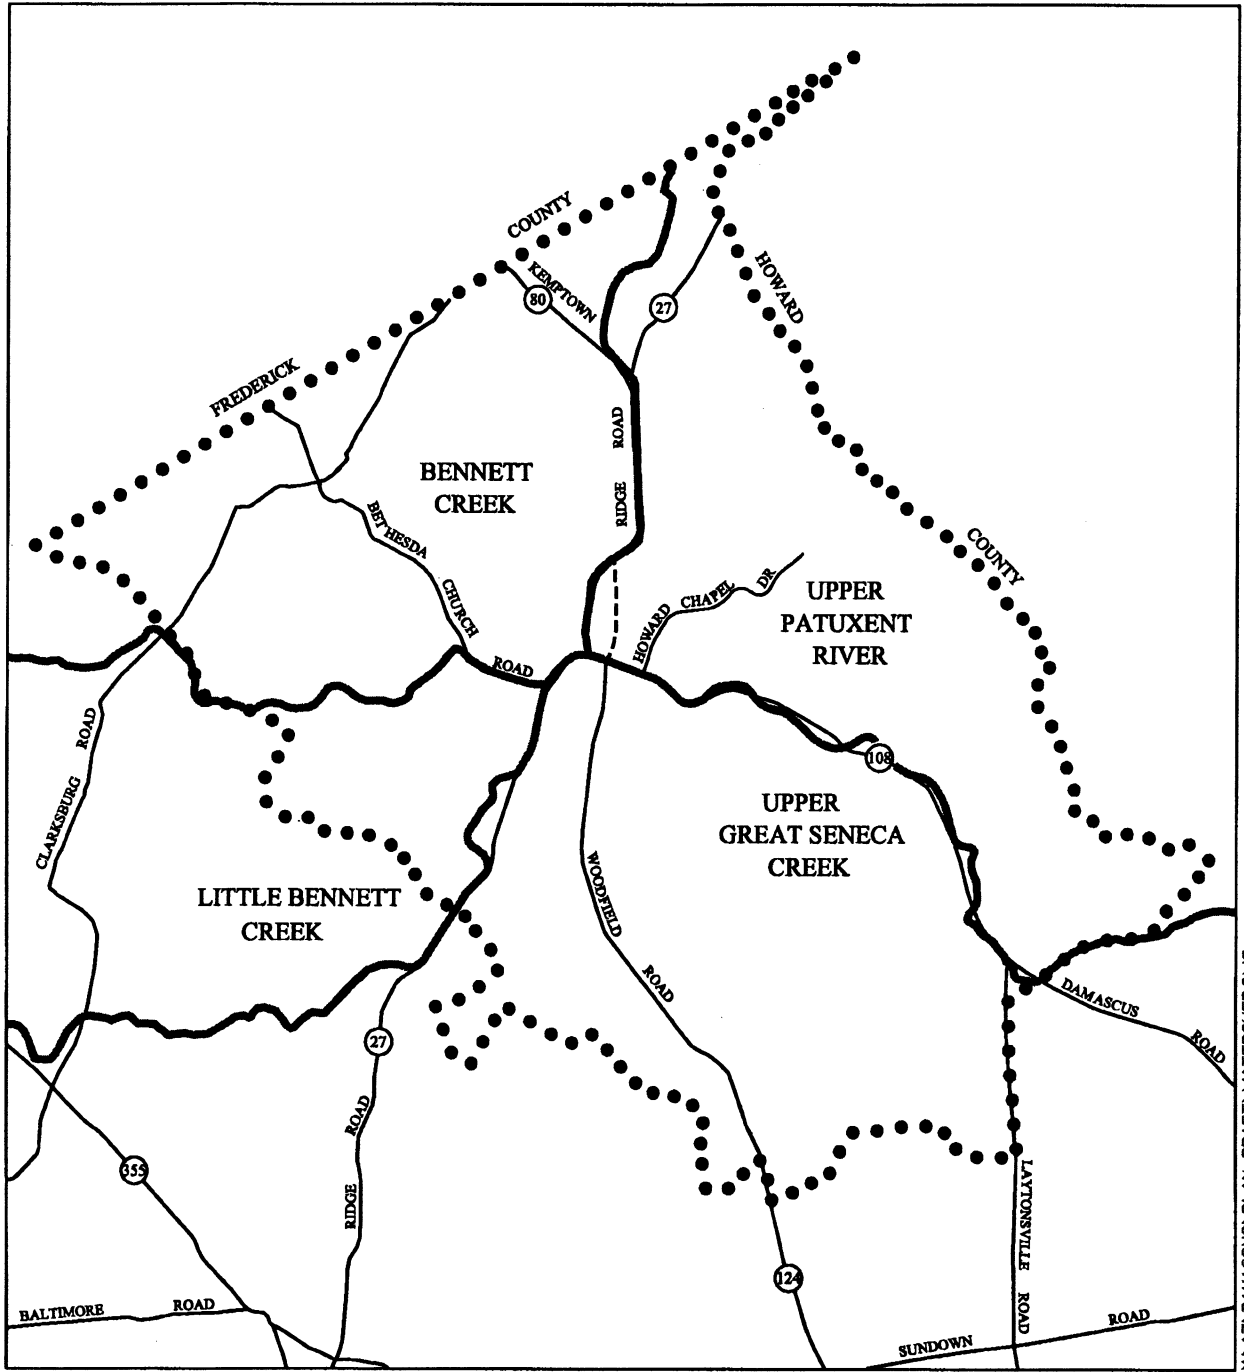 COUNTY
HOWARD
KEMPTOWN
80
27
FREDERICK
ROAD
BENNETT
CREEK
RIDGE
BETHESDA
COUNTY
CHURCH
HOWARD CHAPEL DR
UPPER
PATUXENT
RIVER
ROAD
ROAD
108
CLARKSBURG
UPPER
GREAT SENECA
CREEK
WOODFIELD
LITTLE BENNETT
CREEK
ROAD
DAMASCUS
27
ROAD
ROAD
355
RIDGE
LAYTONSVILLE
124
BALTIMORE ROAD
ROAD
SUNDOWN ROAD